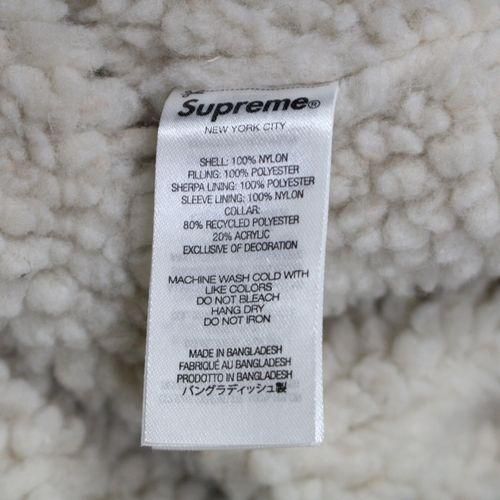 Supreme®
NEW YORK CITY
SHELL: 100% NYLON
FILLING: 100% POLYESTER
SHERPA LINING: 100% POLYESTER
SLEEVE LINING: 100% NYLON
COLLAR:
80% RECYCLED POLYESTER
20% ACRYLIC
EXCLUSIVE OF DECORATION
MACHINE WASH COLD WITH
LIKE COLORS
DO NOT BLEACH
HANG DRY
DO NOT IRON
MADE IN BANGLADESH
FABRIQUÉ AU BANGLADESH
PRODOTTO IN BANGLADESH
バングラディッシュ製